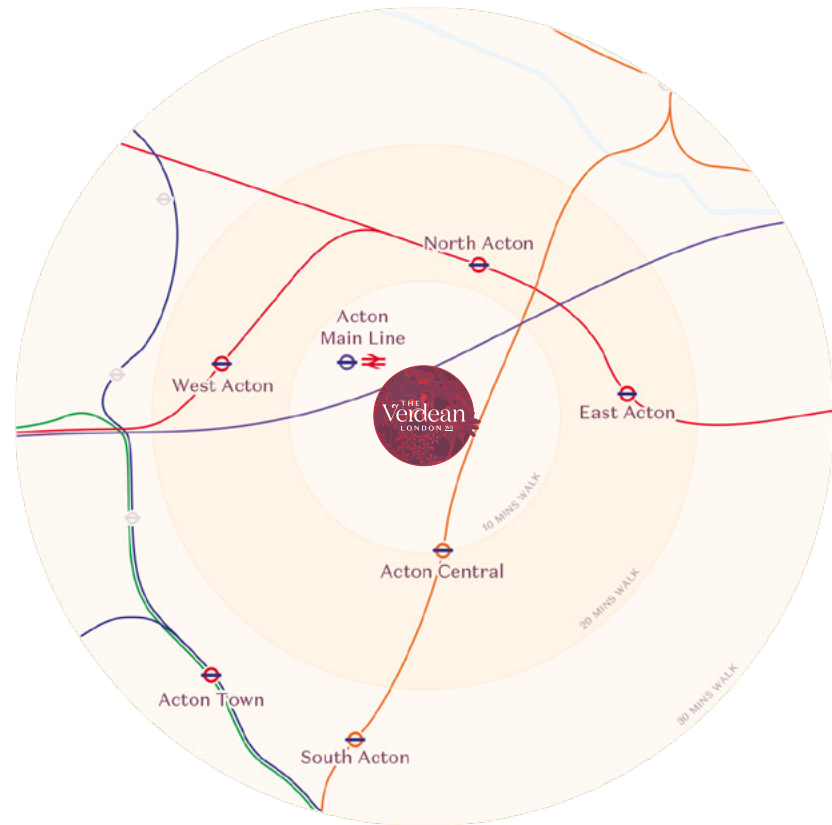 North Acton
Acton
Main Line
West Acton
THE
Verdean
LONDON W3
East Acton
10 MINS WALK
Acton Central
20 MINS WALK
Acton Town
30 MINS WALK
South Acton